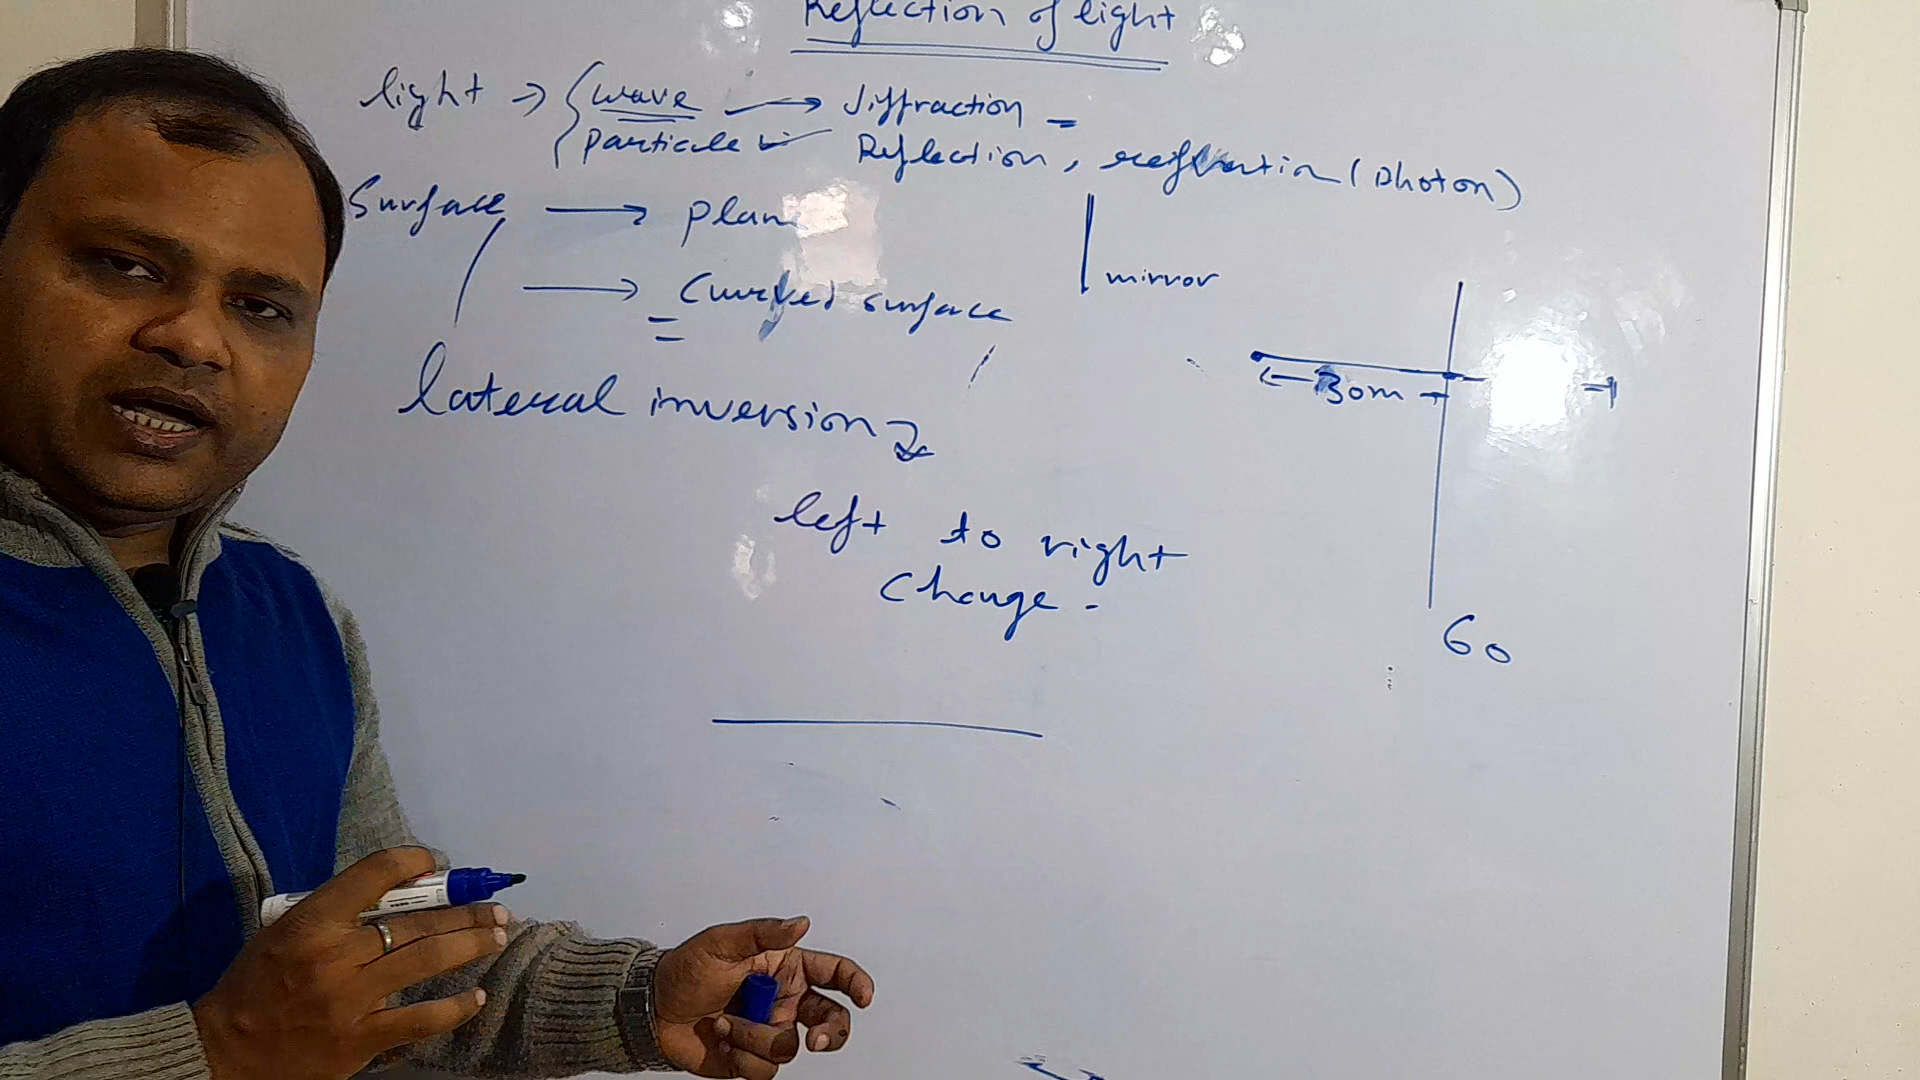 Reflection of light
light → { wave → diffraction =
particle ✓ Reflection, (photon)
Surface → plan
→ Curved surface
mirror
30m
lateral inversion
left to right
change.
60